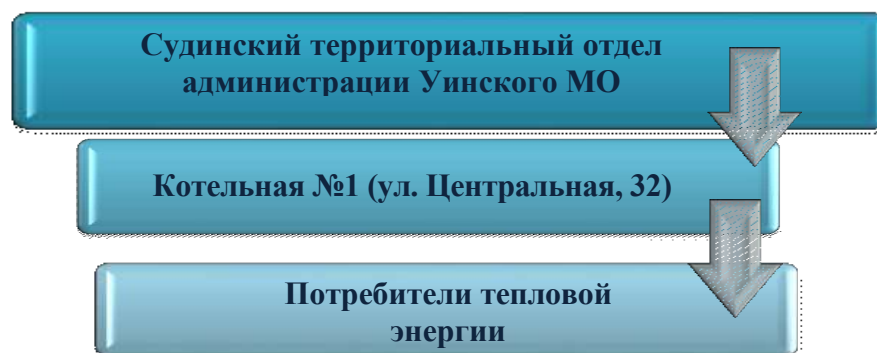 Судинский территориальный отдел
администрации Уинского МО
Котельная №1 (ул. Центральная, 32)
Потребители тепловой
энергии